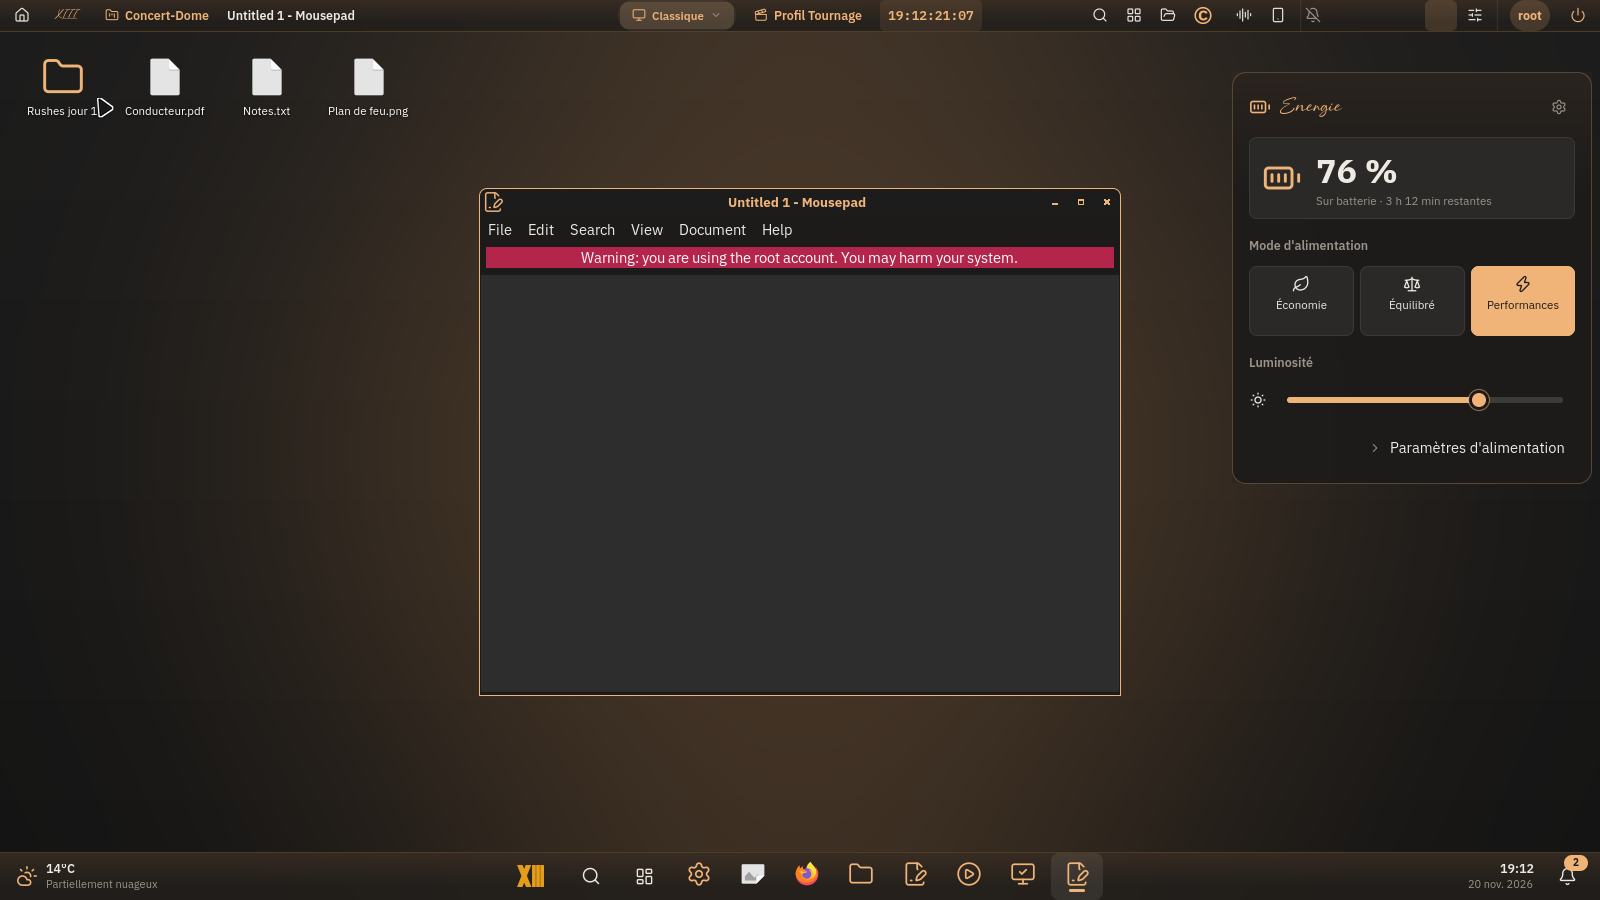 XIII
Concert-Dome
Untitled 1 - Mousepad
Classique
Profil Tournage
19:12:21:07
root
Rushes jour 1
Conducteur.pdf
Notes.txt
Plan de feu.png
Untitled 1 - Mousepad
File Edit Search View Document Help
Warning: you are using the root account. You may harm your system.
Énergie
76 %
Sur batterie · 3 h 12 min restantes
Mode d'alimentation
Économie
Équilibré
Performances
Luminosité
Paramètres d'alimentation
14°C
Partiellement nuageux
XIII
19:12
20 nov. 2026
2